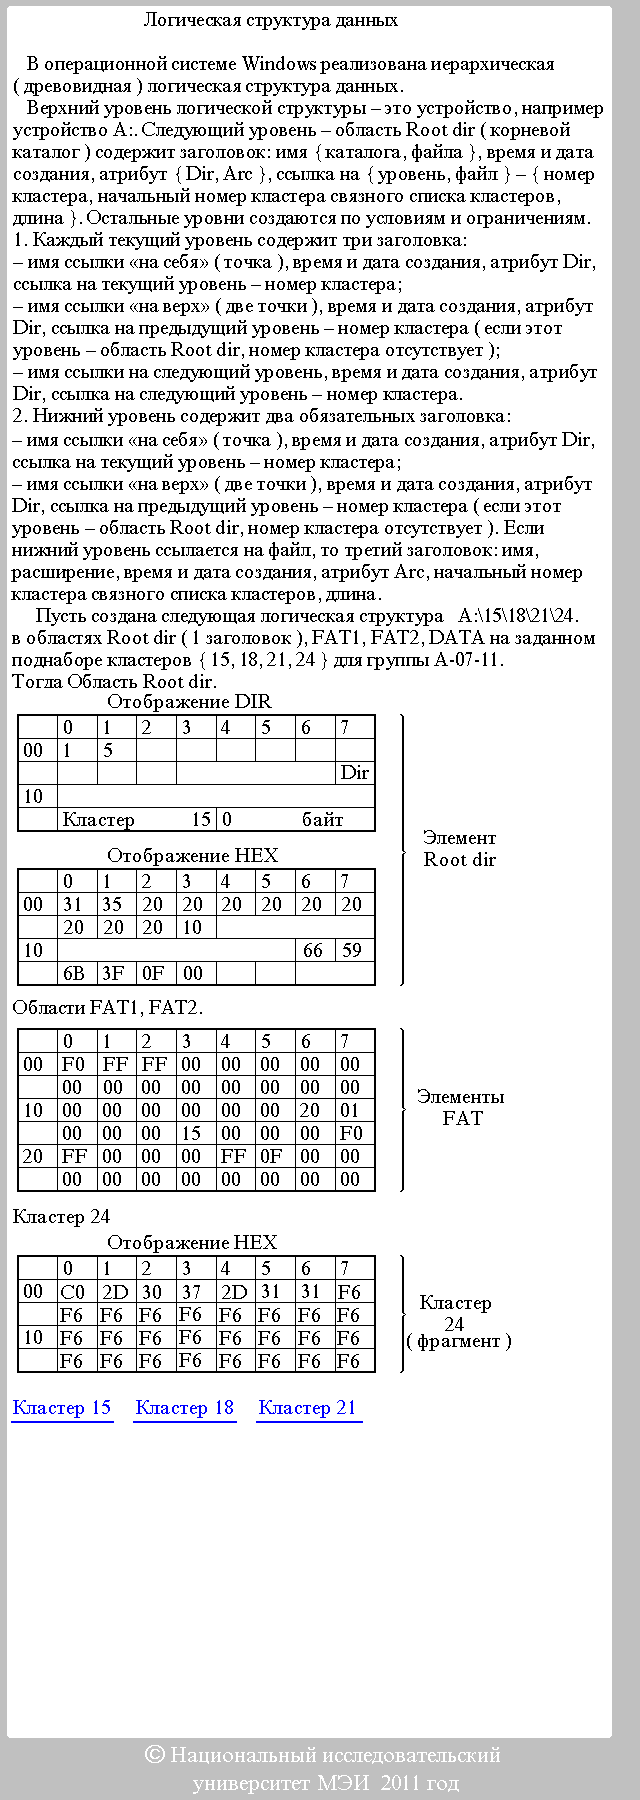 Логическая структура данных
В операционной системе Windows реализована иерархическая
( древовидная ) логическая структура данных.
Верхний уровень логической структуры – это устройство, например
устройство A:. Следующий уровень – область Root dir ( корневой
каталог ) содержит заголовок: имя { каталога, файла }, время и дата
создания, атрибут { Dir, Arc }, ссылка на { уровень, файл } – { номер
кластера, начальный номер кластера связного списка кластеров,
длина }. Остальные уровни создаются по условиям и ограничениям.
1. Каждый текущий уровень содержит три заголовка:
– имя ссылки «на себя» ( точка ), время и дата создания, атрибут Dir,
ссылка на текущий уровень – номер кластера;
– имя ссылки «на верх» ( две точки ), время и дата создания, атрибут
Dir, ссылка на предыдущий уровень – номер кластера ( если этот
уровень – область Root dir, номер кластера отсутствует );
– имя ссылки на следующий уровень, время и дата создания, атрибут
Dir, ссылка на следующий уровень – номер кластера.
2. Нижний уровень содержит два обязательных заголовка:
– имя ссылки «на себя» ( точка ), время и дата создания, атрибут Dir,
ссылка на текущий уровень – номер кластера;
– имя ссылки «на верх» ( две точки ), время и дата создания, атрибут
Dir, ссылка на предыдущий уровень – номер кластера ( если этот
уровень – область Root dir, номер кластера отсутствует ). Если
нижний уровень ссылается на файл, то третий заголовок: имя,
расширение, время и дата создания, атрибут Arc, начальный номер
кластера связного списка кластеров, длина.
Пусть создана следующая логическая структура A:\15\18\21\24.
в областях Root dir ( 1 заголовок ), FAT1, FAT2, DATA на заданном
поднаборе кластеров { 15, 18, 21, 24 } для группы А-07-11.
Тогда Область Root dir.
Отображение DIR
0 1 2 3 4 5 6 7
00 1 5
Dir
10
Кластер 15 0 байт
Элемент
Root dir
Отображение HEX
0 1 2 3 4 5 6 7
00 31 35 20 20 20 20 20 20
20 20 20 10
10 66 59
6B 3F 0F 00
Области FAT1, FAT2.
0 1 2 3 4 5 6 7
00 F0 FF FF 00 00 00 00 00
00 00 00 00 00 00 00 00
10 00 00 00 00 00 00 20 01
00 00 00 15 00 00 00 F0
20 FF 00 00 00 FF 0F 00 00
00 00 00 00 00 00 00 00
Элементы
FAT
Кластер 24
Отображение HEX
0 1 2 3 4 5 6 7
00 C0 2D 30 37 2D 31 31 F6
F6 F6 F6 F6 F6 F6 F6 F6
10 F6 F6 F6 F6 F6 F6 F6 F6
F6 F6 F6 F6 F6 F6 F6 F6
Кластер
24
( фрагмент )
Кластер 15 Кластер 18 Кластер 21
© Национальный исследовательский
университет МЭИ 2011 год